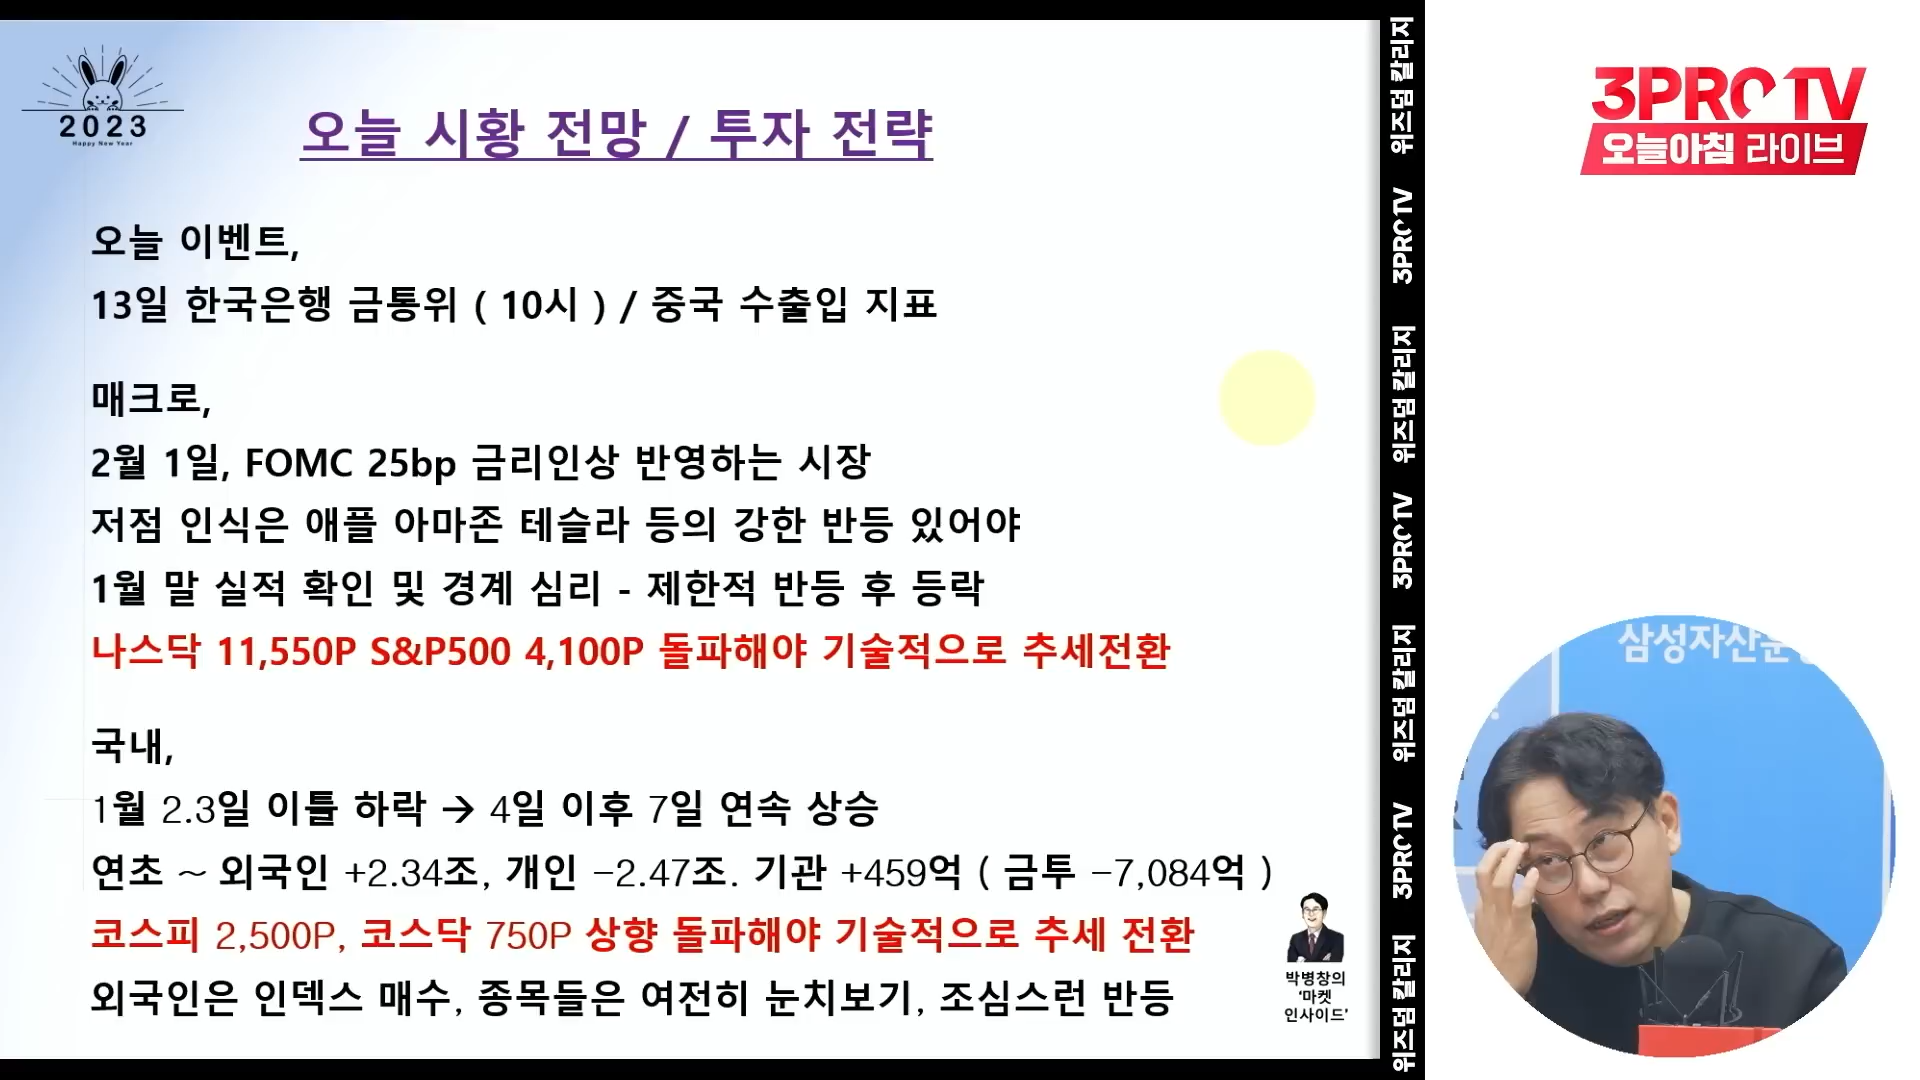 2023
Happy New Year
오늘 시황 전망 / 투자 전략
오늘 이벤트,
13일 한국은행 금통위 ( 10시 ) / 중국 수출입 지표
매크로,
2월 1일, FOMC 25bp 금리인상 반영하는 시장
저점 인식은 애플 아마존 테슬라 등의 강한 반등 있어야
1월 말 실적 확인 및 경계 심리 - 제한적 반등 후 등락
나스닥 11,550P S&P500 4,100P 돌파해야 기술적으로 추세전환
국내,
1월 2.3일 이틀 하락 → 4일 이후 7일 연속 상승
연초 ~ 외국인 +2.34조, 개인 -2.47조. 기관 +459억 ( 금투 -7,084억 )
코스피 2,500P, 코스닥 750P 상향 돌파해야 기술적으로 추세 전환
외국인은 인덱스 매수, 종목들은 여전히 눈치보기, 조심스런 반등
박병창의
'마켓
인사이드'
위즈덤 칼리지
3PROTV
위즈덤 칼리지
3PROTV
위즈덤 칼리지
3PROTV
위즈덤 칼리지
3PROTV
오늘아침 라이브
삼성자산운